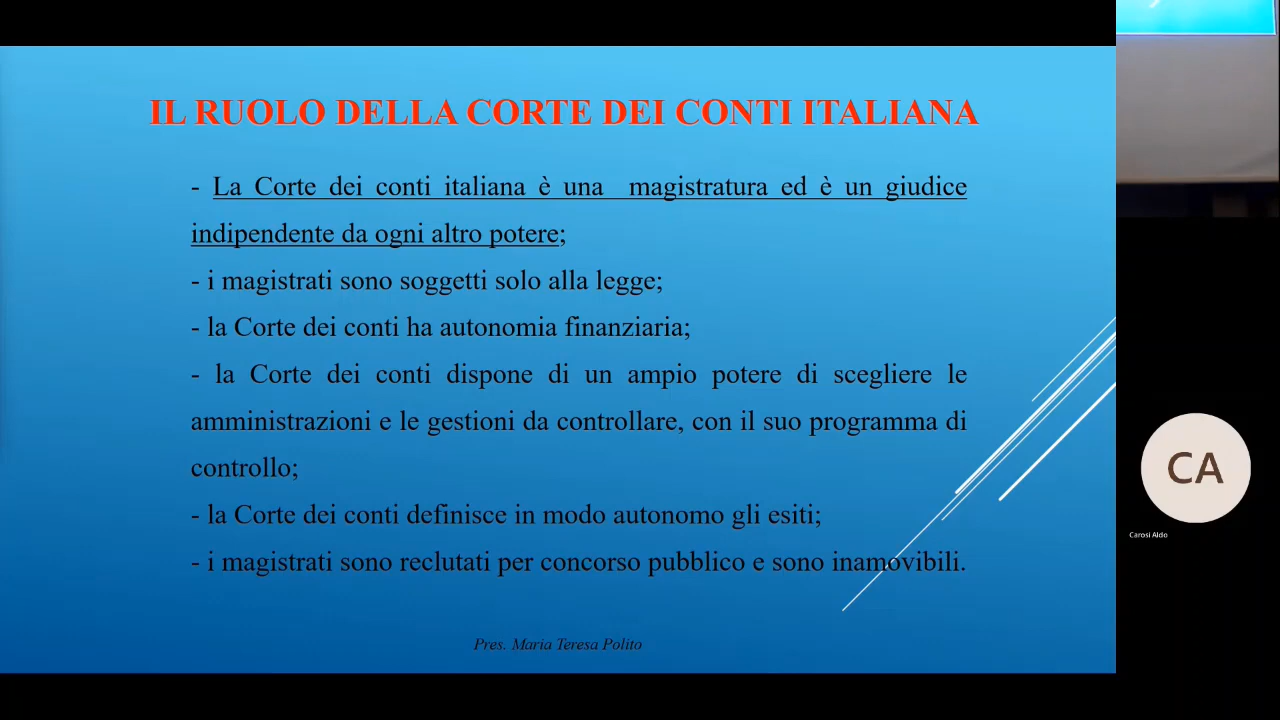 IL RUOLO DELLA CORTE DEI CONTI ITALIANA
- La Corte dei conti italiana è una magistratura ed è un giudice
indipendente da ogni altro potere;
- i magistrati sono soggetti solo alla legge;
- la Corte dei conti ha autonomia finanziaria;
- la Corte dei conti dispone di un ampio potere di scegliere le
amministrazioni e le gestioni da controllare, con il suo programma di
controllo;
- la Corte dei conti definisce in modo autonomo gli esiti;
- i magistrati sono reclutati per concorso pubblico e sono inamovibili.
Pres. Maria Teresa Polito
CA
Carosi Aldo